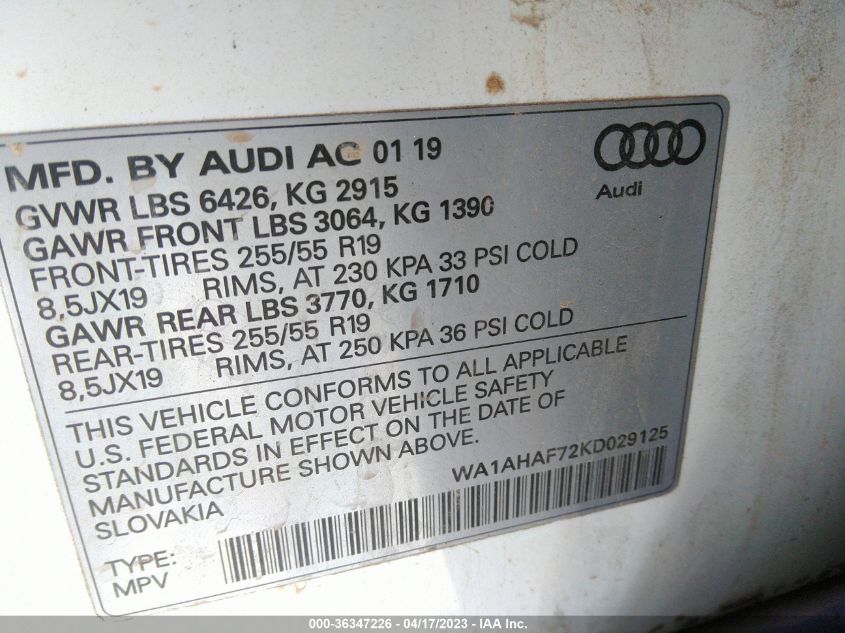 MFD. BY AUDI AG 01 19
GVWR LBS 6426, KG 2915
GAWR FRONT LBS 3064, KG 1390
FRONT-TIRES 255/55 R19
8,5JX19 RIMS, AT 230 KPA 33 PSI COLD
GAWR REAR LBS 3770, KG 1710
REAR-TIRES 255/55 R19
8,5JX19 RIMS, AT 250 KPA 36 PSI COLD
THIS VEHICLE CONFORMS TO ALL APPLICABLE
U.S. FEDERAL MOTOR VEHICLE SAFETY
STANDARDS IN EFFECT ON THE DATE OF
MANUFACTURE SHOWN ABOVE.
SLOVAKIA
WA1AHAF72KD029125
TYPE:
MPV
Audi
000-36347226 - 04/17/2023 - IAA Inc.